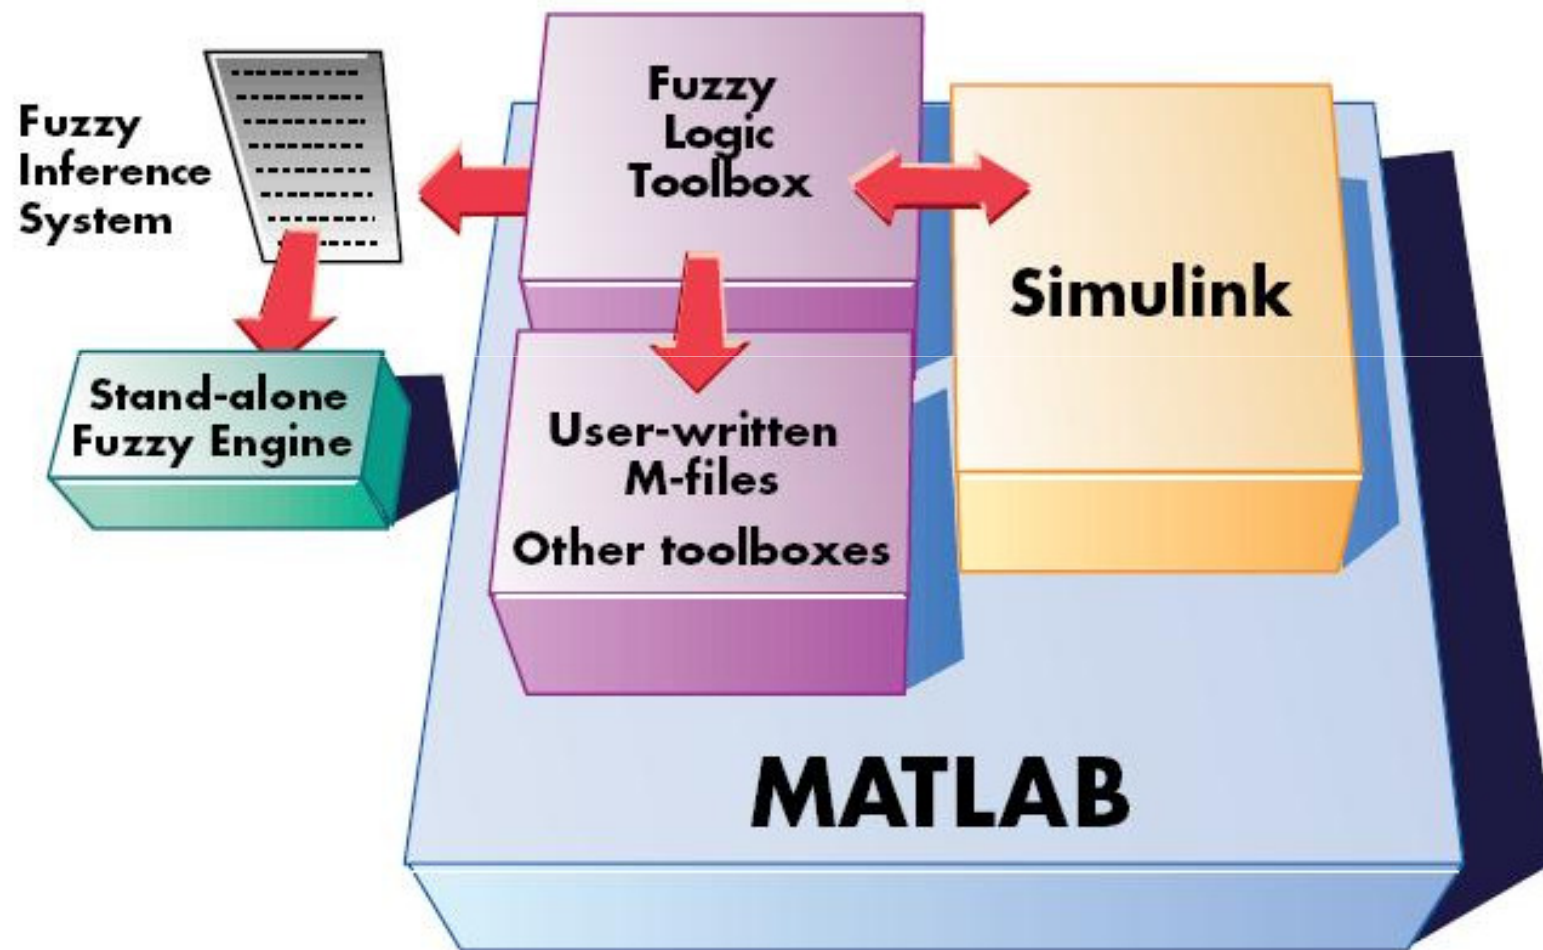 Fuzzy
Inference
System
Fuzzy
Logic
Toolbox
Simulink
Stand-alone
Fuzzy Engine
User-written
M-files
Other toolboxes
MATLAB